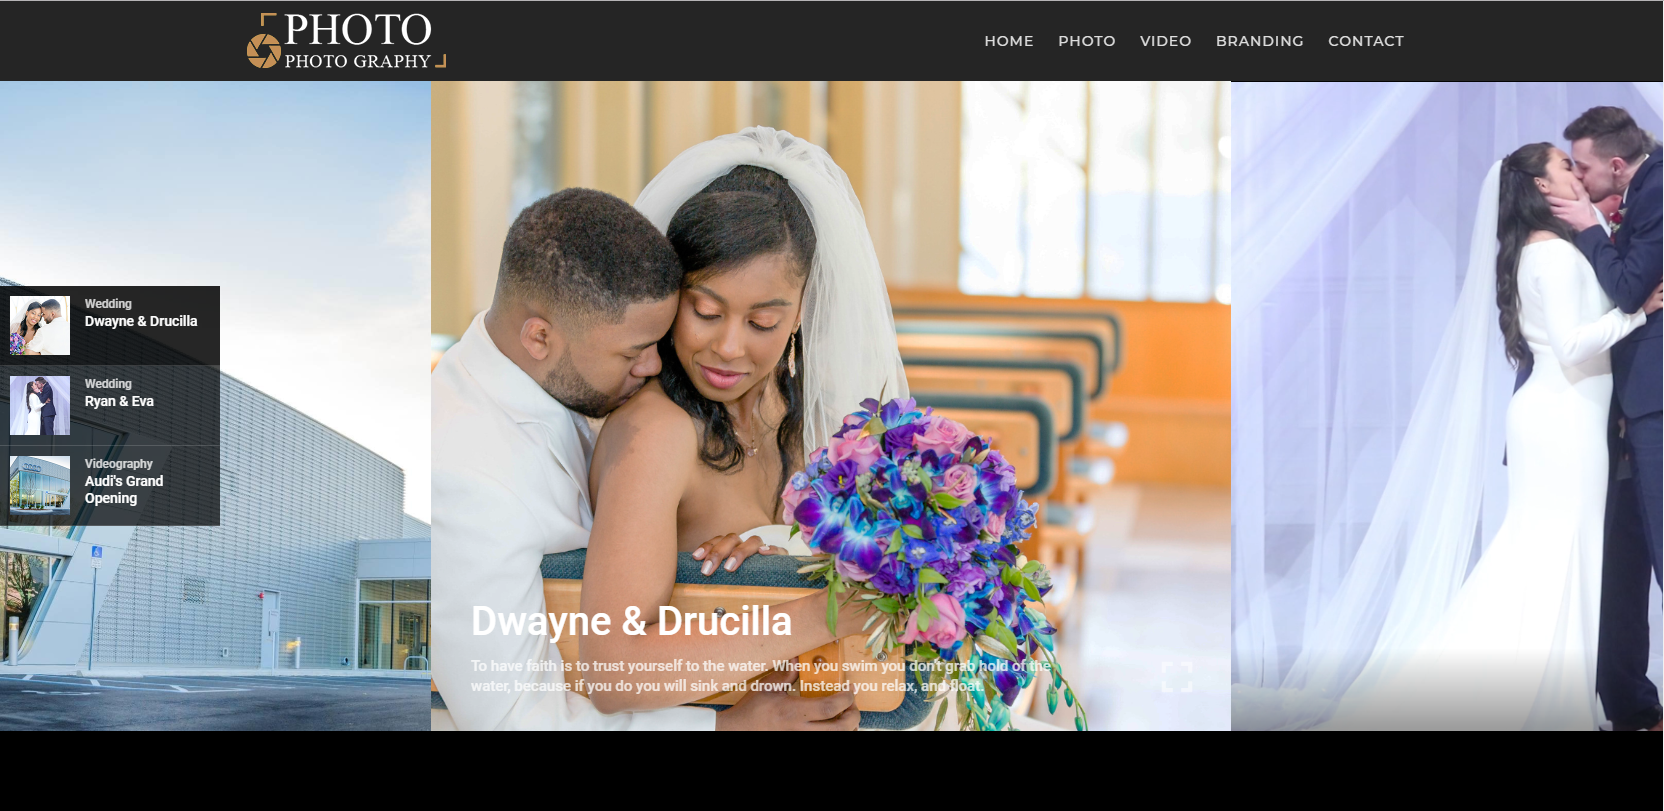 PHOTO
PHOTO GRAPHY
HOME PHOTO VIDEO BRANDING CONTACT
Wedding
Dwayne & Drucilla
Wedding
Ryan & Eva
Videography
Audi's Grand
Opening
Dwayne & Drucilla
To have faith is to trust yourself to the water. When you swim you don't grab hold of the
water, because if you do you will sink and drown. Instead you relax, and float.